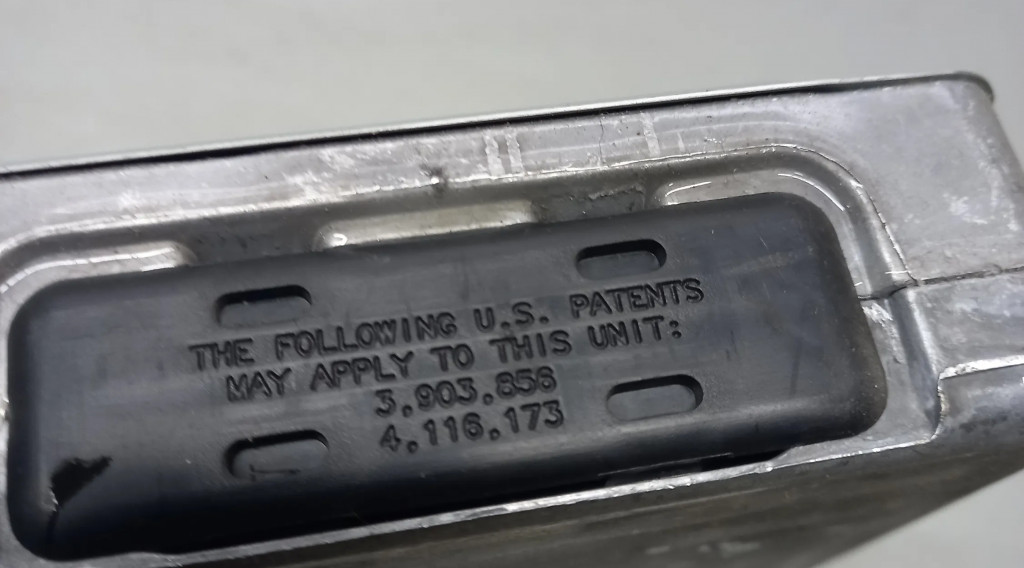 THE FOLLOWING U.S. PATENTS
MAY APPLY TO THIS UNIT:
3.903.856
4.116.173